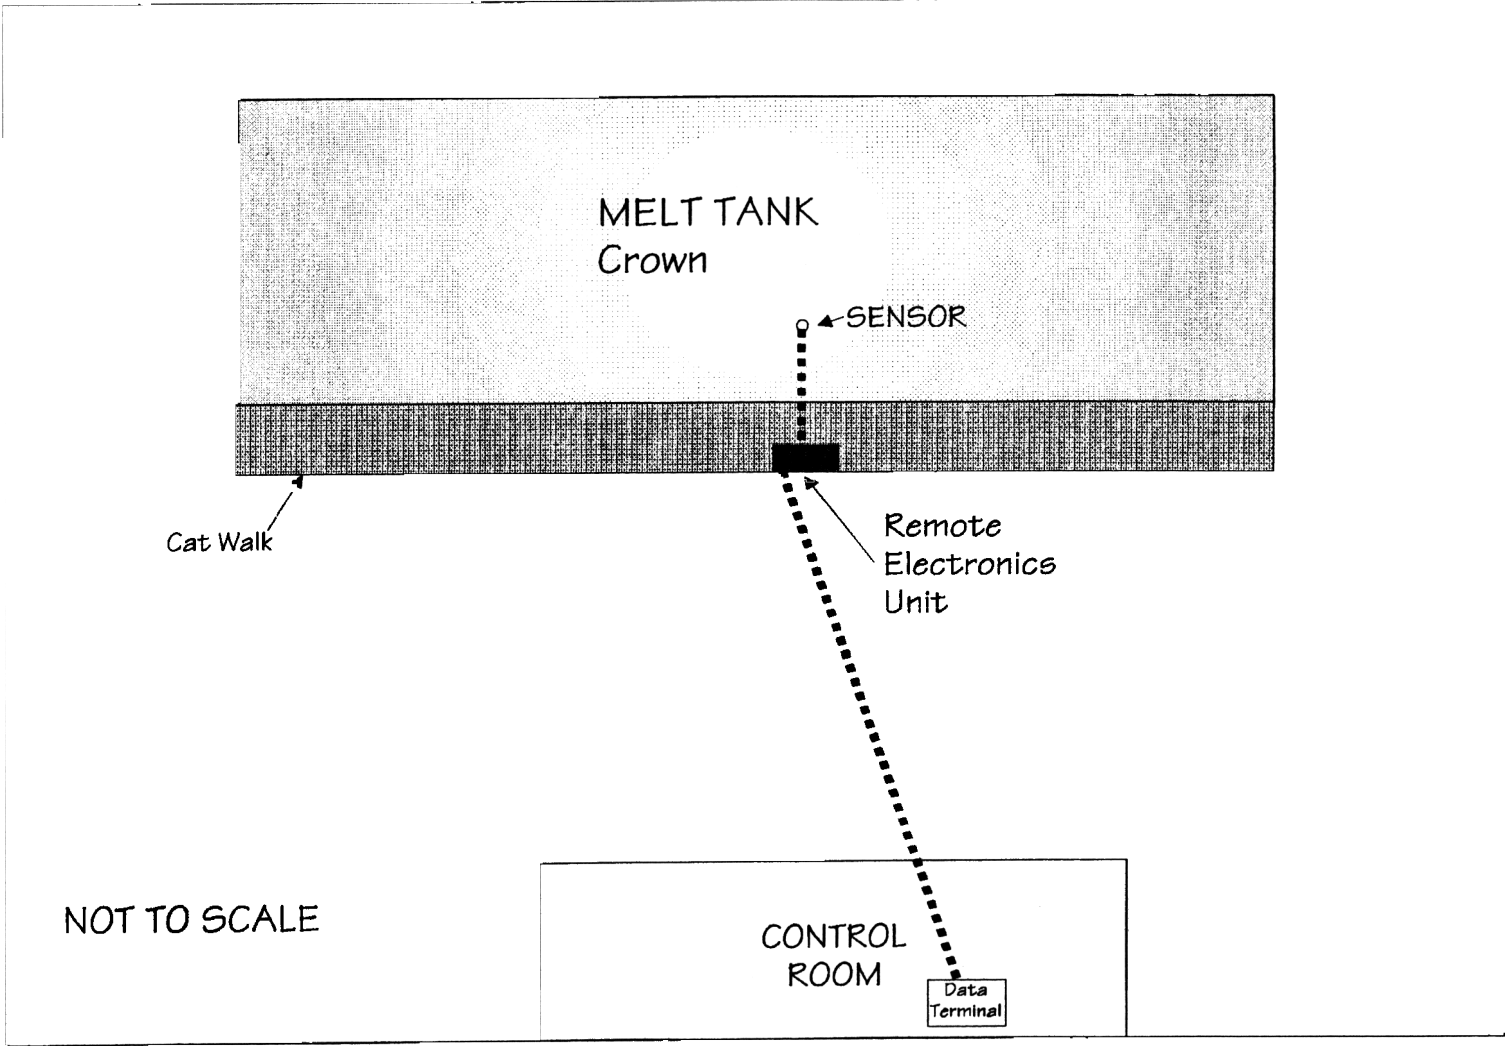 MELT TANK
Crown
SENSOR
Cat Walk
Remote
Electronics
Unit
NOT TO SCALE
CONTROL
ROOM
Data
Terminal